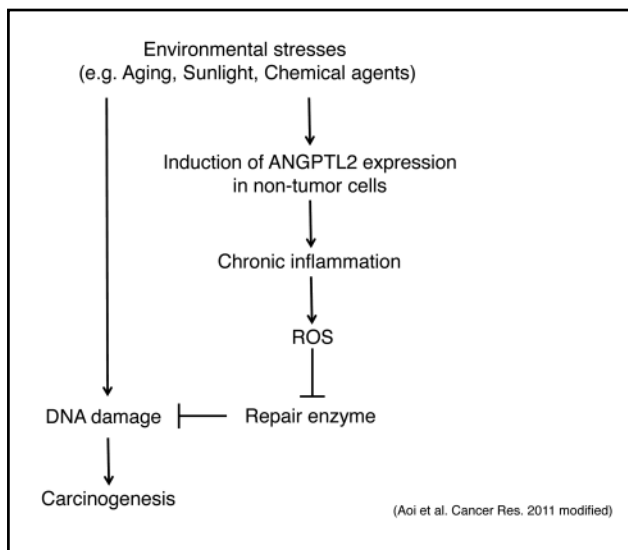 Environmental stresses
(e.g. Aging, Sunlight, Chemical agents)
Induction of ANGPTL2 expression
in non-tumor cells
Chronic inflammation
ROS
DNA damage
Repair enzyme
Carcinogenesis
(Aoi et al. Cancer Res. 2011 modified)